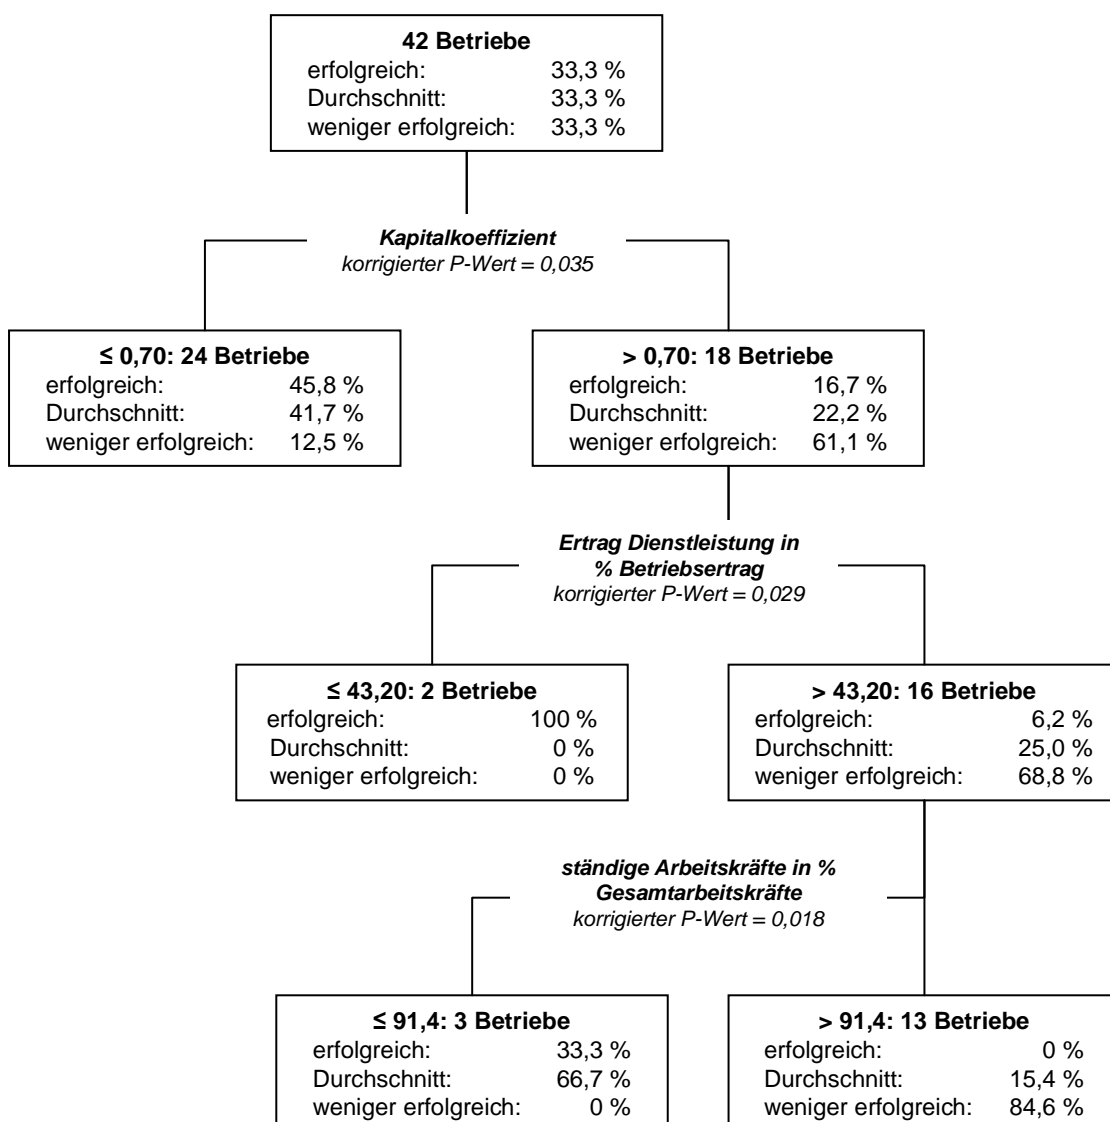 42 Betriebe
erfolgreich: 33,3 %
Durchschnitt: 33,3 %
weniger erfolgreich: 33,3 %
Kapitalkoeffizient
korrigierter P-Wert = 0,035
≤ 0,70: 24 Betriebe
erfolgreich: 45,8 %
Durchschnitt: 41,7 %
weniger erfolgreich: 12,5 %
> 0,70: 18 Betriebe
erfolgreich: 16,7 %
Durchschnitt: 22,2 %
weniger erfolgreich: 61,1 %
Ertrag Dienstleistung in
% Betriebsertrag
korrigierter P-Wert = 0,029
≤ 43,20: 2 Betriebe
erfolgreich: 100 %
Durchschnitt: 0 %
weniger erfolgreich: 0 %
> 43,20: 16 Betriebe
erfolgreich: 6,2 %
Durchschnitt: 25,0 %
weniger erfolgreich: 68,8 %
ständige Arbeitskräfte in %
Gesamtarbeitskräfte
korrigierter P-Wert = 0,018
≤ 91,4: 3 Betriebe
erfolgreich: 33,3 %
Durchschnitt: 66,7 %
weniger erfolgreich: 0 %
> 91,4: 13 Betriebe
erfolgreich: 0 %
Durchschnitt: 15,4 %
weniger erfolgreich: 84,6 %